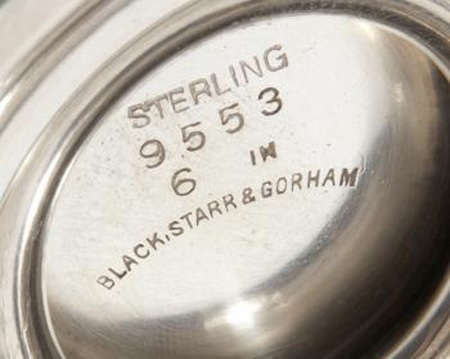 STERLING
9553
6 IN
BLACK, STARR & GORHAM